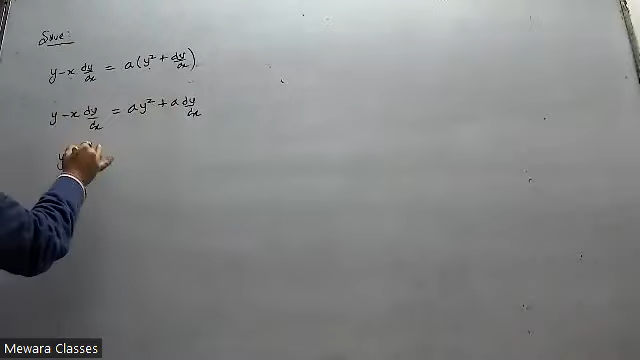 Solve:
y - x dy/dx = a(y² + dy/dx)
y - x dy/dx = ay² + a dy/dx
y
Mewara Classes